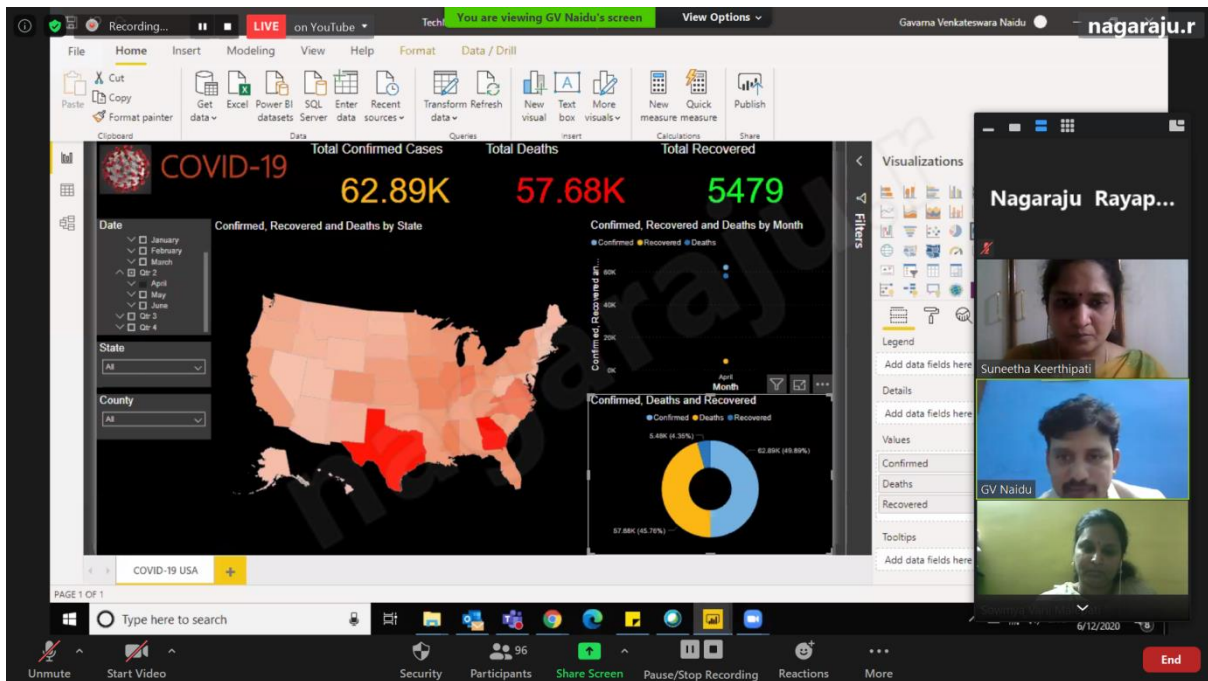 Recording...
LIVE
on YouTube
You are viewing GV Naidu's screen
View Options
Gavarna Venkateswara Naidu
nagaraju.r
File Home Insert Modeling View Help Format Data / Drill
Paste
Cut
Copy
Format painter
Clipboard
Get data
Excel
Power BI datasets
SQL Server
Enter data
Recent sources
Data
Transform data
Refresh
Queries
New visual
Text box
More visuals
Insert
New measure
Quick measure
Calculations
Publish
Share
COVID-19
Total Confirmed Cases
62.89K
Total Deaths
57.68K
Total Recovered
5479
Date
January
February
March
Qtr 2
April
May
June
Qtr 3
Qtr 4
State
All
County
All
Confirmed, Recovered and Deaths by State
Confirmed, Recovered and Deaths by Month
Confirmed Recovered Deaths
Confirmed, Recovered an...
60K
40K
20K
0K
April
Month
Confirmed, Deaths and Recovered
Confirmed Deaths Recovered
5.48K (4.35%)
62.89K (49.89%)
57.68K (45.76%)
Filters
Visualizations
Legend
Add data fields here
Details
Add data fields here
Values
Confirmed
Deaths
Recovered
Tooltips
Add data fields here
Nagaraju Rayap...
Suneetha Keerthipati
GV Naidu
nagaraju.r
COVID-19 USA
PAGE 1 OF 1
Type here to search
6/12/2020
Unmute
Start Video
Security
96
Participants
Share Screen
Pause/Stop Recording
Reactions
More
End